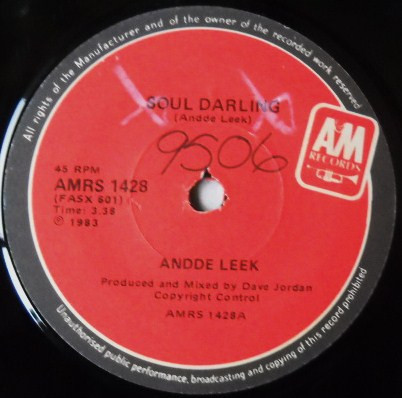 All rights of the Manufacturer and of the owner of the recorded work reserved
SOUL DARLING
(Andde Leek)
9506
A&M
RECORDS
45 RPM
AMRS 1428
(FASX 601)
Time: 3.38
℗ 1983
ANDDE LEEK
Produced and Mixed by Dave Jordan
Copyright Control
AMRS 1428A
Unauthorised public performance, broadcasting and copying of this record prohibited